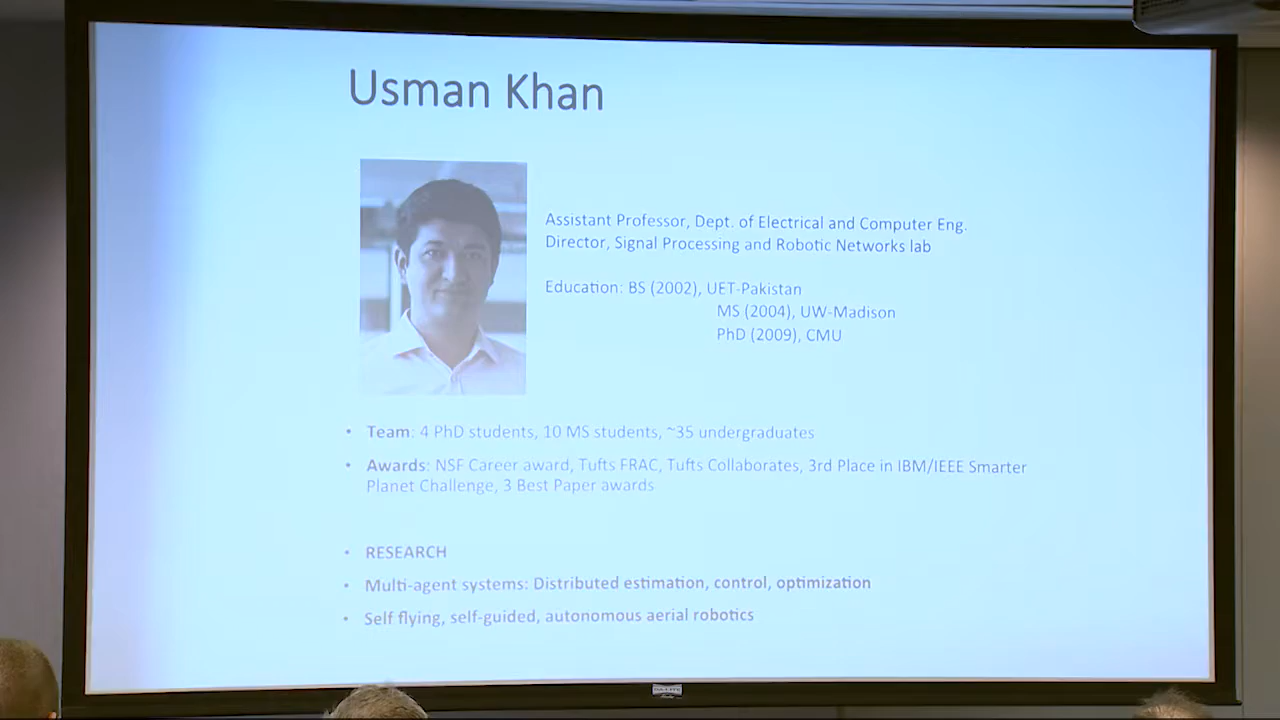 Usman Khan
Assistant Professor, Dept. of Electrical and Computer Eng.
Director, Signal Processing and Robotic Networks lab
Education: BS (2002), UET-Pakistan
MS (2004), UW-Madison
PhD (2009), CMU
• Team: 4 PhD students, 10 MS students, ~35 undergraduates
• Awards: NSF Career award, Tufts FRAC, Tufts Collaborates, 3rd Place in IBM/IEEE Smarter
Planet Challenge, 3 Best Paper awards
• RESEARCH
• Multi-agent systems: Distributed estimation, control, optimization
• Self flying, self-guided, autonomous aerial robotics